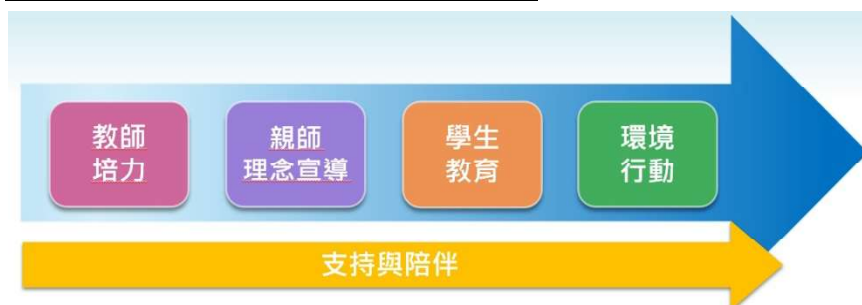 教師
培力
親師
理念宣導
學生
教育
環境
行動
支持與陪伴